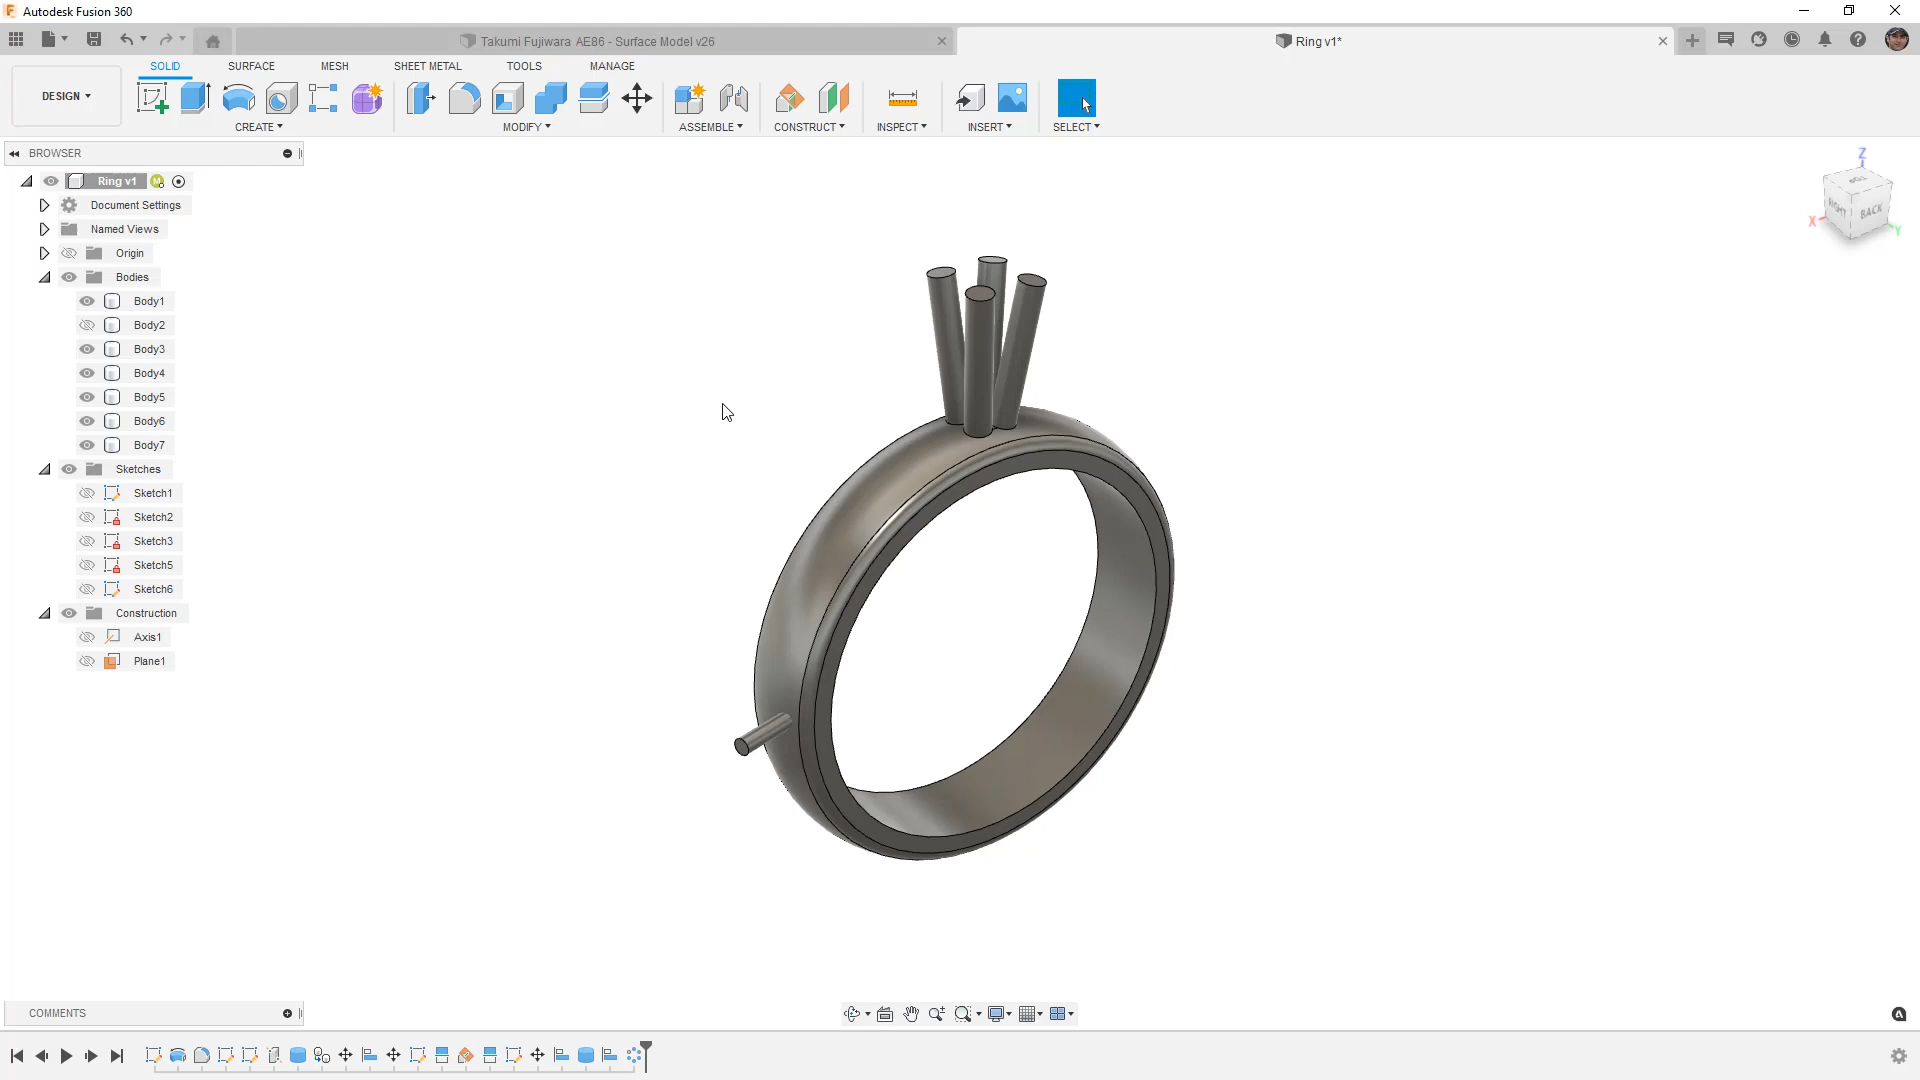 Autodesk Fusion 360
Takumi Fujiwara AE86 - Surface Model v26
Ring v1*
DESIGN
SOLID
SURFACE
MESH
SHEET METAL
TOOLS
MANAGE
CREATE
MODIFY
ASSEMBLE
CONSTRUCT
INSPECT
INSERT
SELECT
BROWSER
Ring v1
Document Settings
Named Views
Origin
Bodies
Body1
Body2
Body3
Body4
Body5
Body6
Body7
Sketches
Sketch1
Sketch2
Sketch3
Sketch5
Sketch6
Construction
Axis1
Plane1
Z
TOP
RIGHT
BACK
X
Y
COMMENTS